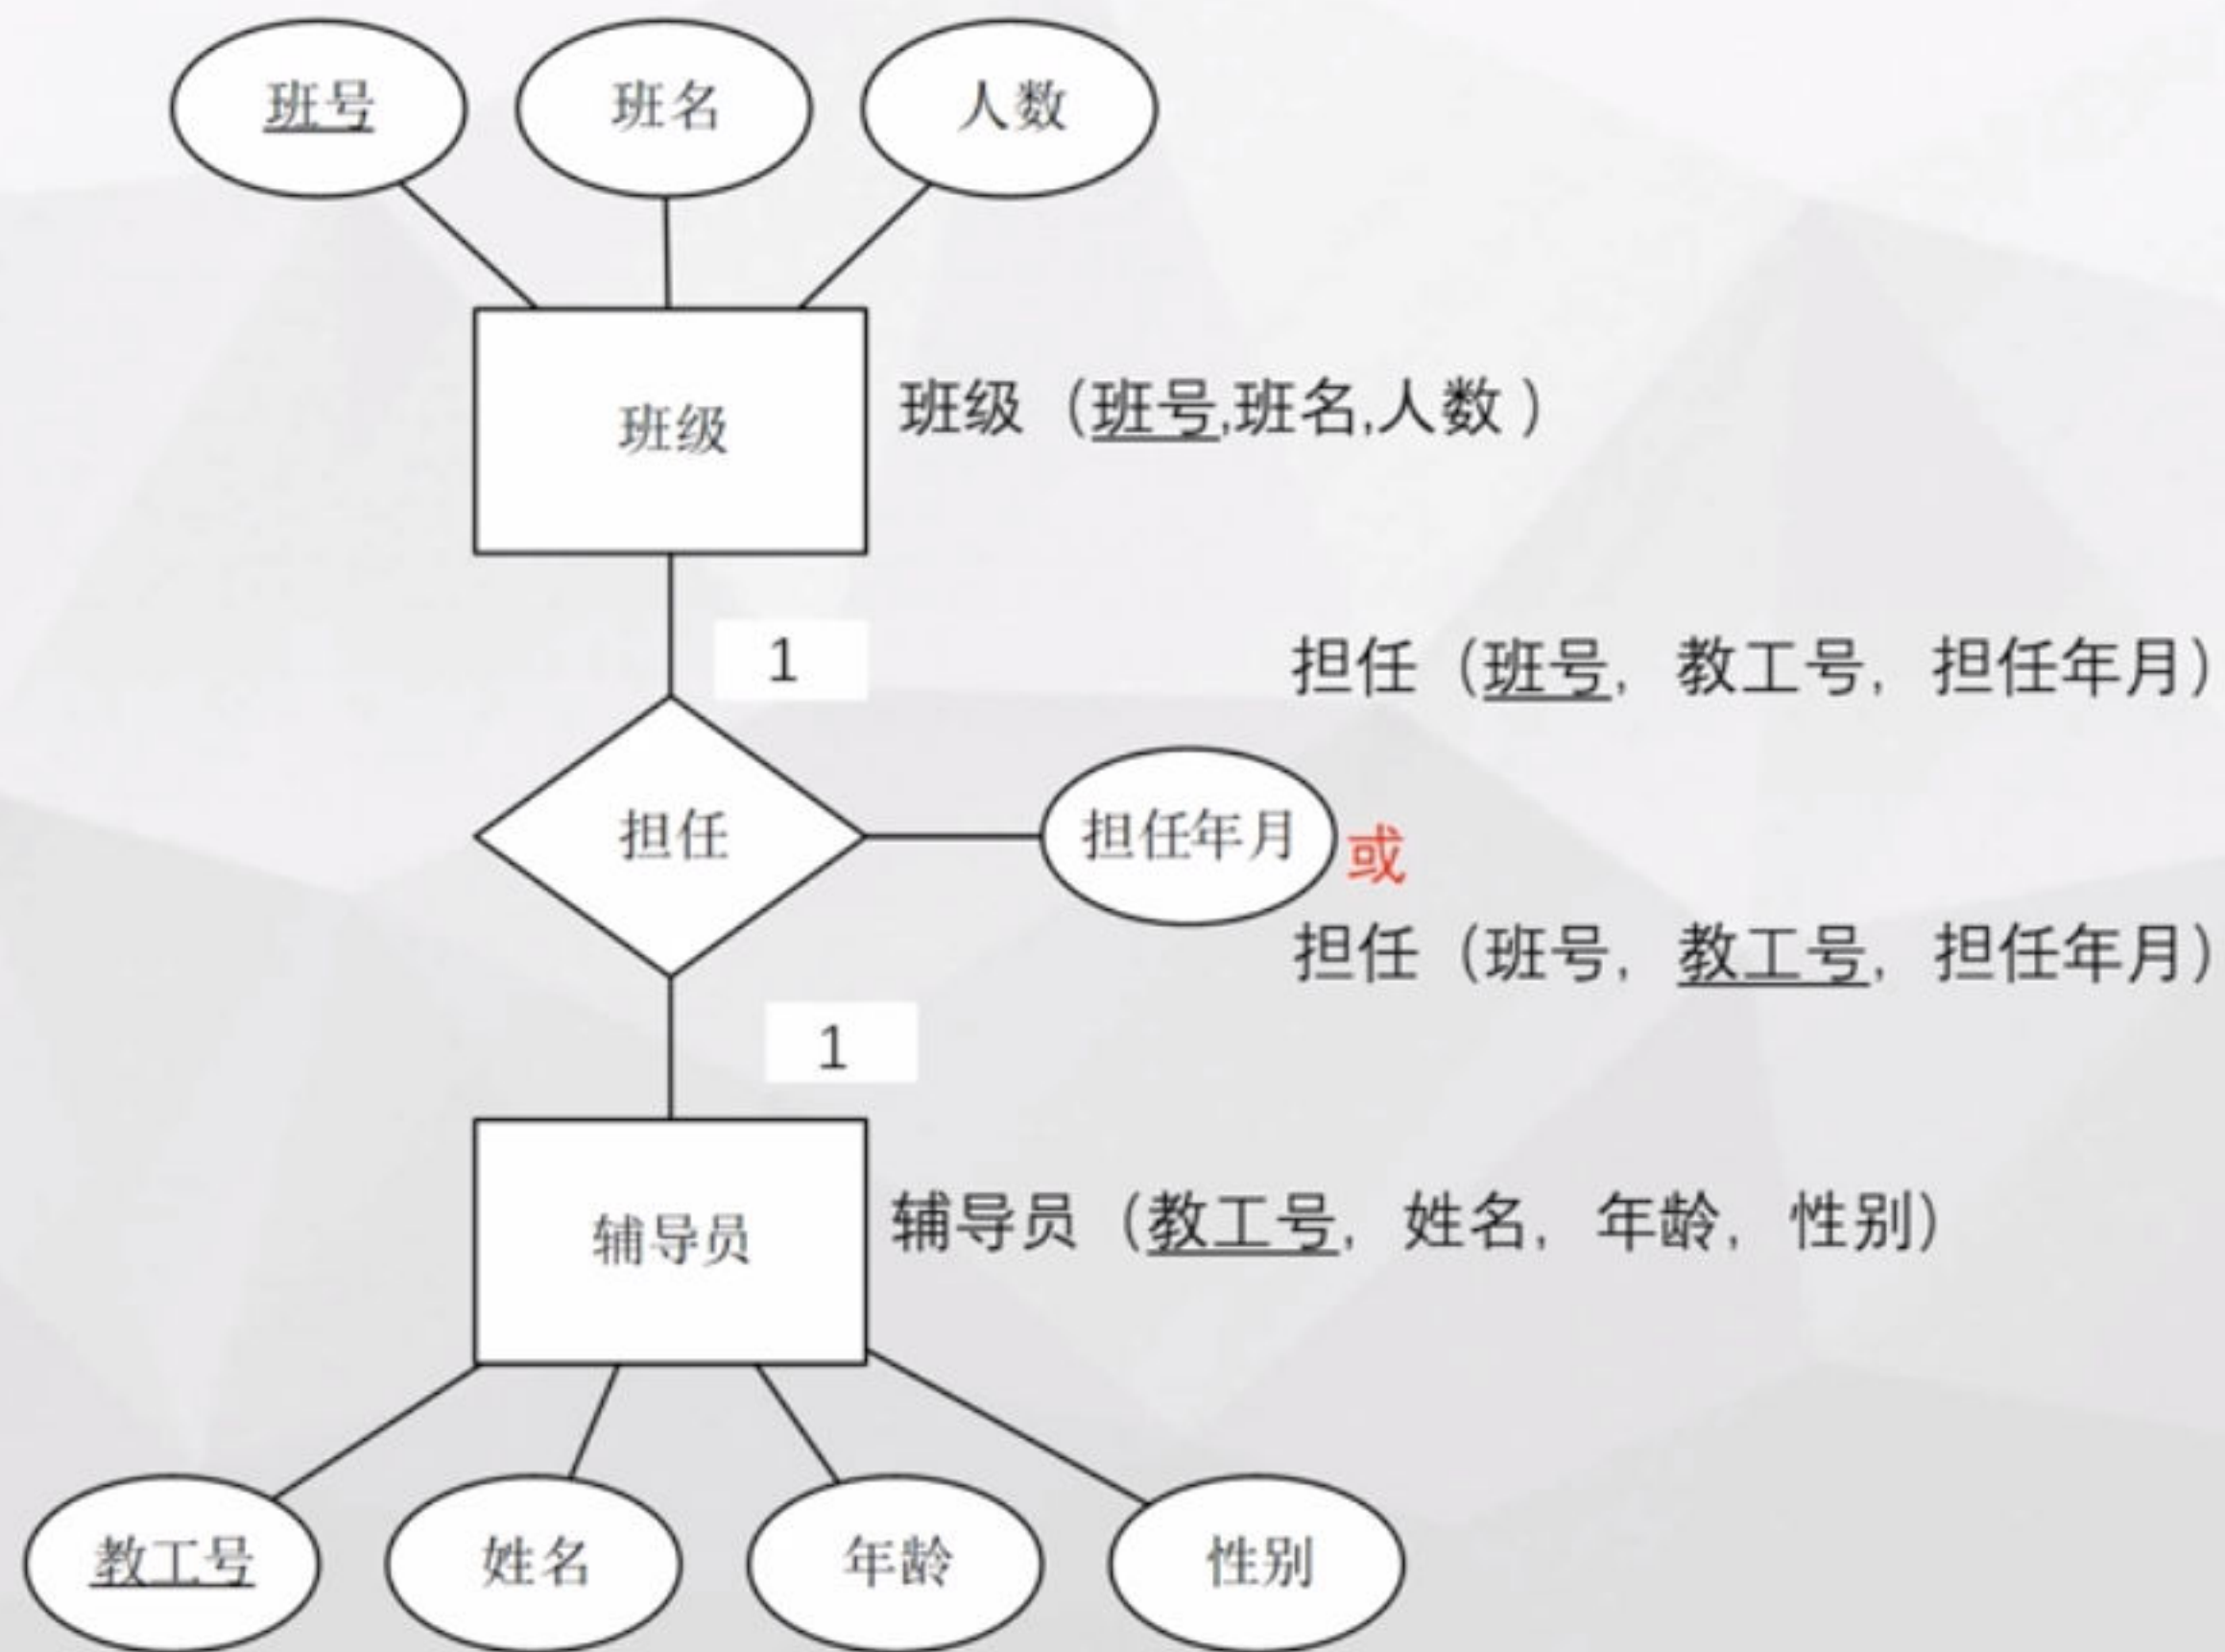 班号 班名 人数
班级 班级（班号,班名,人数）
1
担任（班号，教工号，担任年月）
担任 担任年月 或
担任（班号，教工号，担任年月）
1
辅导员 辅导员（教工号，姓名，年龄，性别）
教工号 姓名 年龄 性别